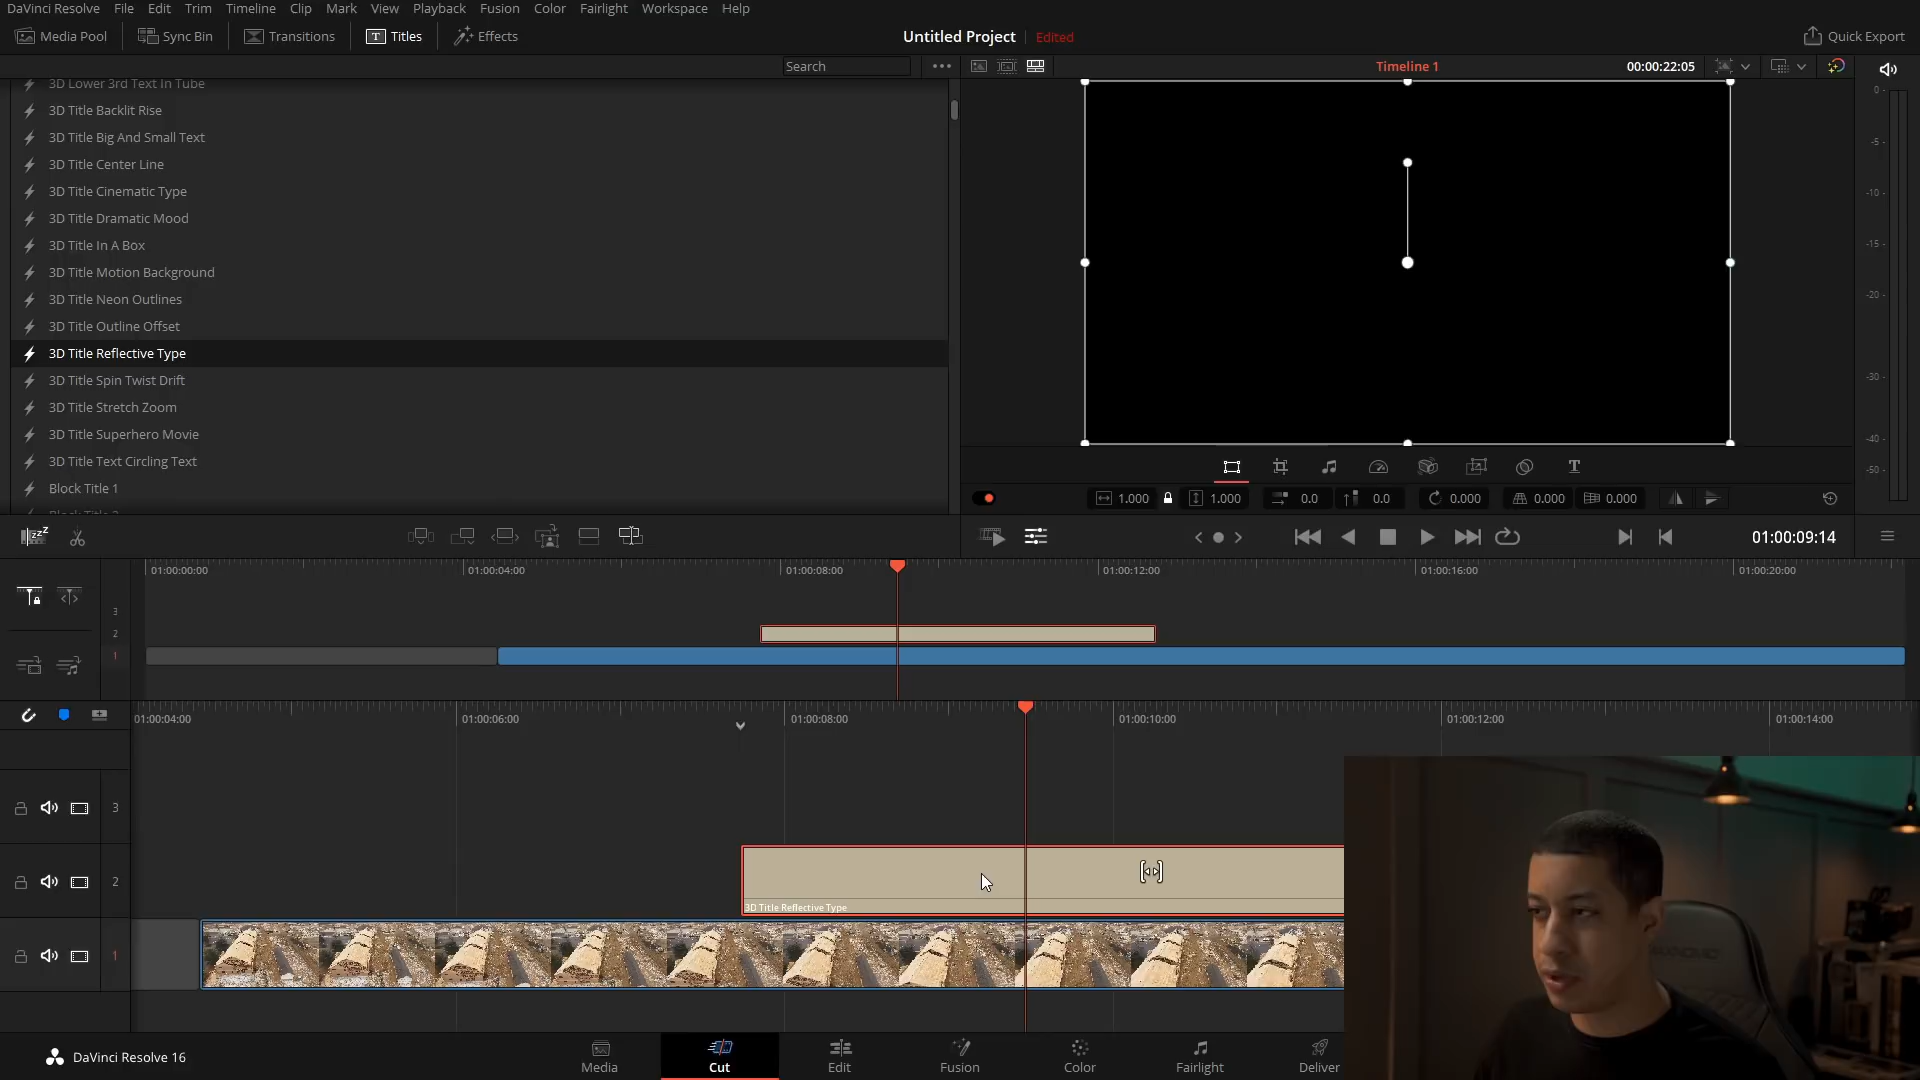 DaVinci Resolve File Edit Trim Timeline Clip Mark View Playback Fusion Color Fairlight Workspace Help
Media Pool Sync Bin Transitions Titles Effects Untitled Project Edited Quick Export
Search Timeline 1 00:00:22:05
3D Lower 3rd Text In Tube
3D Title Backlit Rise
3D Title Big And Small Text
3D Title Center Line
3D Title Cinematic Type
3D Title Dramatic Mood
3D Title In A Box
3D Title Motion Background
3D Title Neon Outlines
3D Title Outline Offset
3D Title Reflective Type
3D Title Spin Twist Drift
3D Title Stretch Zoom
3D Title Superhero Movie
3D Title Text Circling Text
Block Title 1
0
-5
-10
-15
-20
-30
-40
-50
1.000 1.000 0.0 0.0 0.000 0.000 0.000
01:00:09:14
01:00:00:00 01:00:04:00 01:00:08:00 01:00:12:00 01:00:16:00 01:00:20:00
3
2
1
01:00:04:00 01:00:06:00 01:00:08:00 01:00:10:00 01:00:12:00 01:00:14:00
3
2
3D Title Reflective Type
1
DaVinci Resolve 16 Media Cut Edit Fusion Color Fairlight Deliver